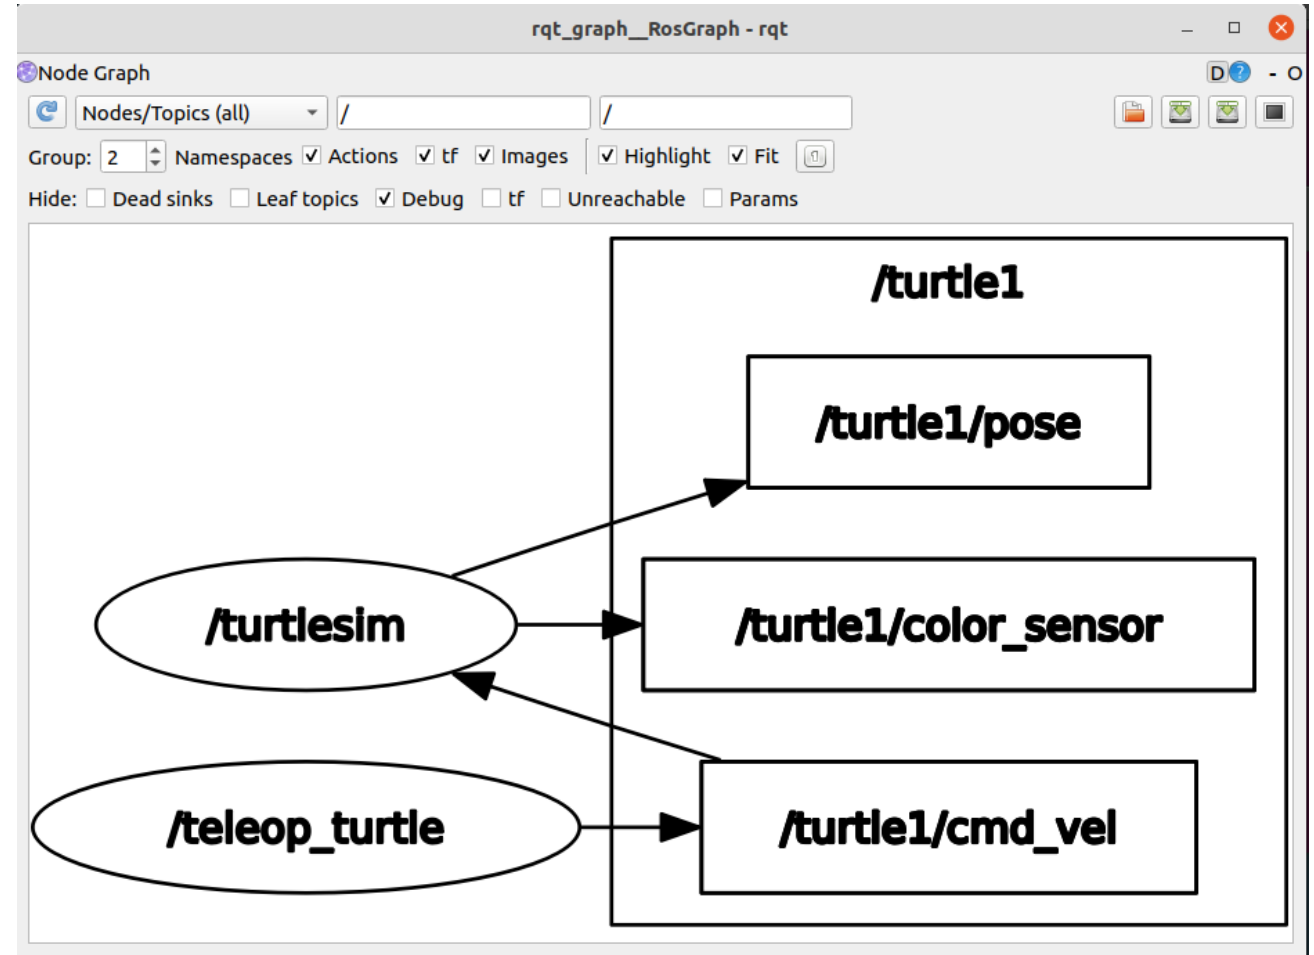 rqt_graph__RosGraph - rqt
Node Graph D ? - O
Nodes/Topics (all) / /
Group: 2 Namespaces Actions tf Images Highlight Fit
Hide: Dead sinks Leaf topics Debug tf Unreachable Params
/turtle1
/turtle1/pose
/turtlesim /turtle1/color_sensor
/teleop_turtle /turtle1/cmd_vel